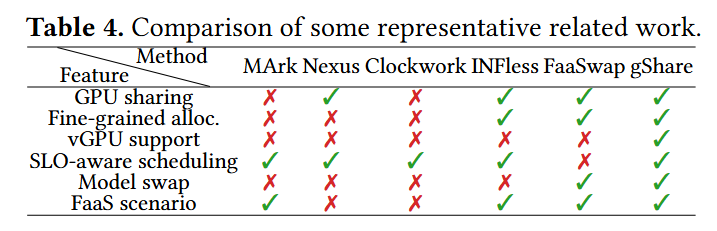 Table 4. Comparison of some representative related work.
Method
Feature
MArk Nexus Clockwork INFless FaaSwap gShare
GPU sharing ✗ ✓ ✗ ✓ ✓ ✓
Fine-grained alloc. ✗ ✗ ✗ ✓ ✓ ✓
vGPU support ✗ ✗ ✗ ✗ ✗ ✓
SLO-aware scheduling ✓ ✓ ✓ ✓ ✗ ✓
Model swap ✗ ✗ ✗ ✗ ✓ ✓
FaaS scenario ✓ ✗ ✗ ✓ ✓ ✓